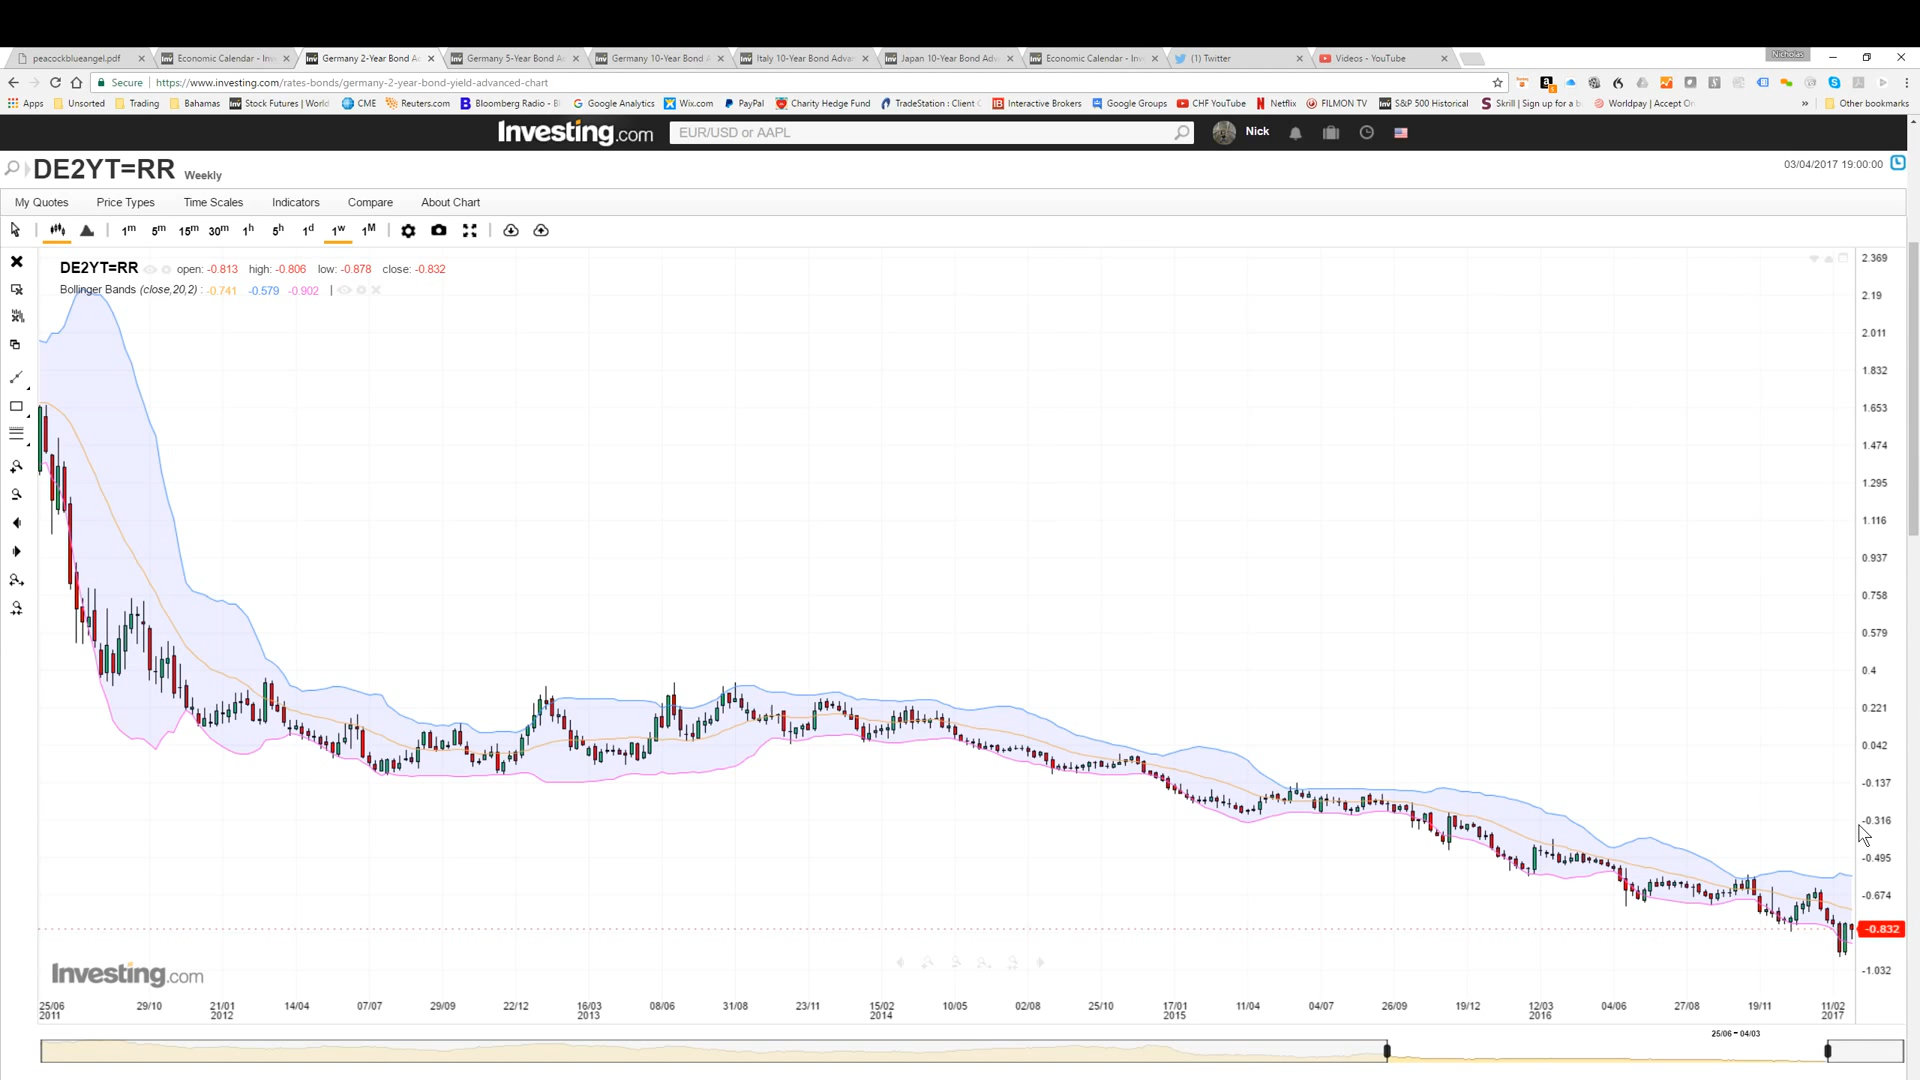 peacockblueangel.pdf Economic Calendar - Inv Germany 2-Year Bond A Germany 5-Year Bond Ad Germany 10-Year Bond A Italy 10-Year Bond Advan Japan 10-Year Bond Adv Economic Calendar - Inv (1) Twitter Videos - YouTube Nicholas
Secure https://www.investing.com/rates-bonds/germany-2-year-bond-yield-advanced-chart
Apps Unsorted Trading Bahamas Stock Futures | World CME Reuters.com Bloomberg Radio - Bl Google Analytics Wix.com PayPal Charity Hedge Fund TradeStation : Client C Interactive Brokers Google Groups CHF YouTube Netflix FILMON TV S&P 500 Historical Skrill | Sign up for a b Worldpay | Accept On » Other bookmarks
Investing.com EUR/USD or AAPL Nick
DE2YT=RR Weekly 03/04/2017 19:00:00
My Quotes Price Types Time Scales Indicators Compare About Chart
1m 5m 15m 30m 1h 5h 1d 1w 1M
DE2YT=RR open: -0.813 high: -0.806 low: -0.878 close: -0.832
Bollinger Bands (close,20,2) : -0.741 -0.579 -0.902 |
2.369
2.19
2.011
1.832
1.653
1.474
1.295
1.116
0.937
0.758
0.579
0.4
0.221
0.042
-0.137
-0.316
-0.495
-0.674
-0.832
-1.032
Investing.com
25/06 29/10 21/01 14/04 07/07 29/09 22/12 16/03 08/06 31/08 23/11 15/02 10/05 02/08 25/10 17/01 11/04 04/07 26/09 19/12 12/03 04/06 27/08 19/11 11/02
2011 2012 2013 2014 2015 2016 2017
25/06 - 04/03